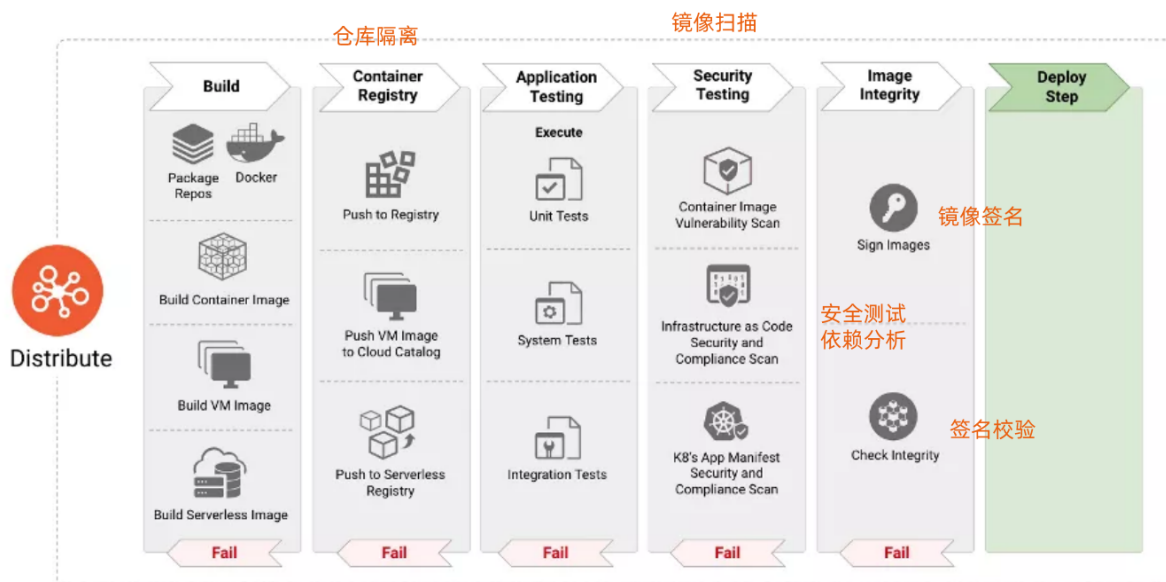 仓库隔离
镜像扫描
Build
Container
Registry
Application
Testing
Security
Testing
Image
Integrity
Deploy
Step
Package
Repos
Docker
Build Container Image
Build VM Image
Build Serverless Image
Fail
Push to Registry
Push VM Image
to Cloud Catalog
Push to Serverless
Registry
Fail
Execute
Unit Tests
System Tests
Integration Tests
Fail
Container Image
Vulnerability Scan
Infrastructure as Code
Security and
Compliance Scan
K8's App Manifest
Security and
Compliance Scan
Fail
Sign Images
镜像签名
安全测试
依赖分析
Check Integrity
签名校验
Fail
Distribute